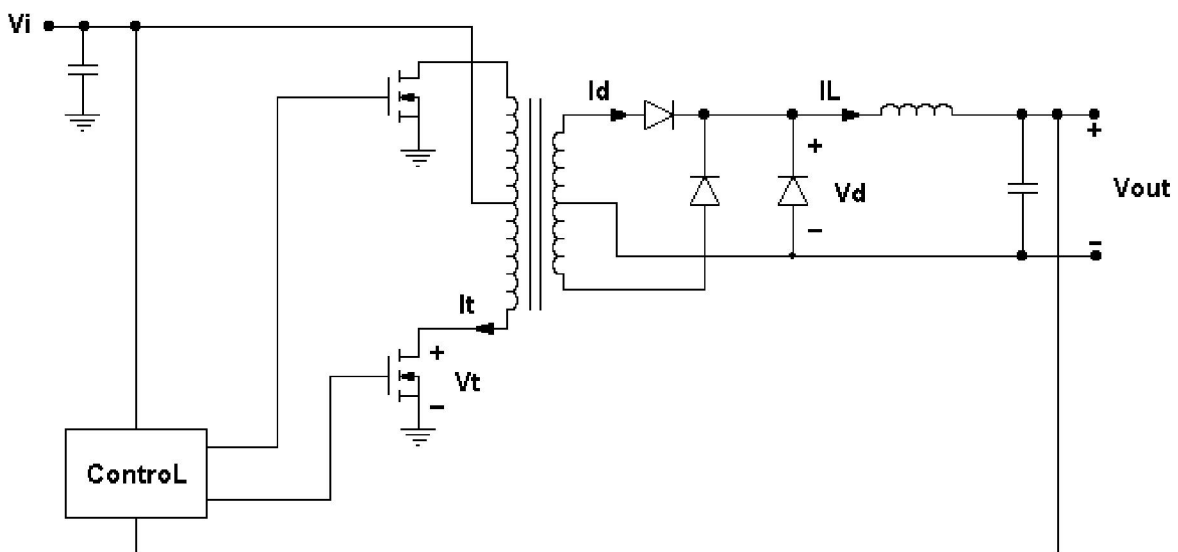 Vi
Id
IL
+
+
Vd
Vout
–
-
It
+
Vt
–
ControL